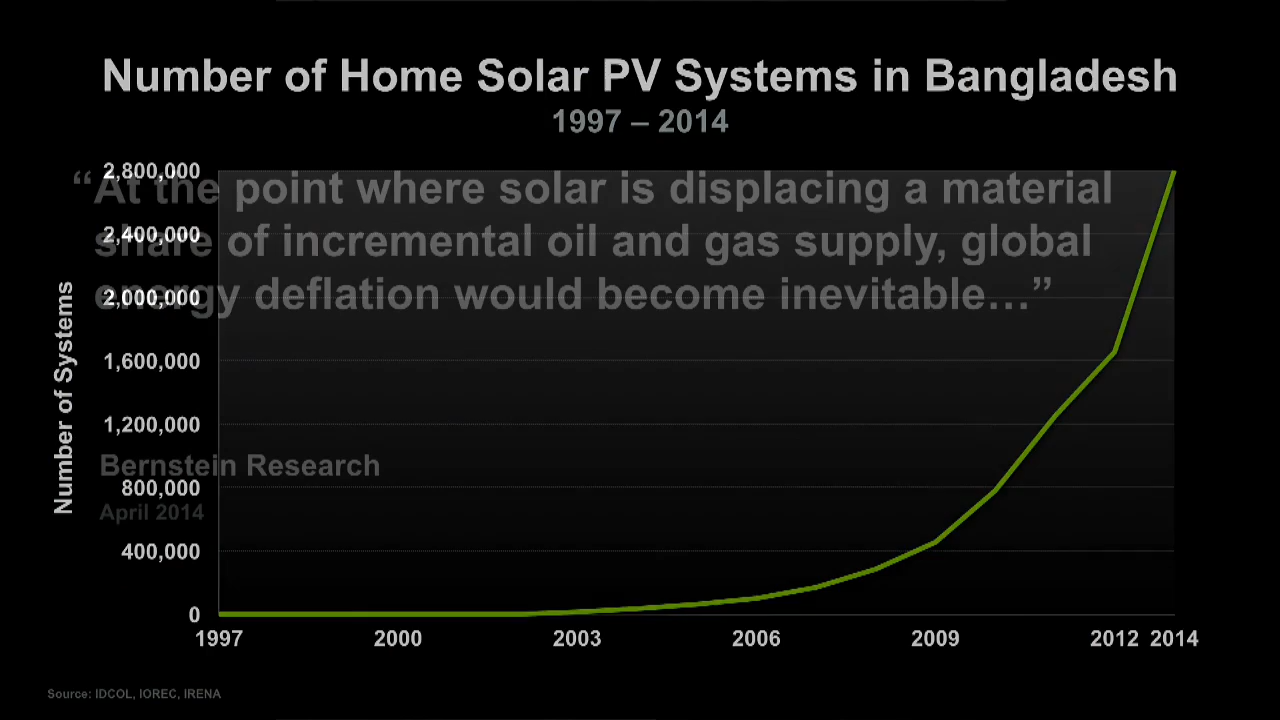 Number of Home Solar PV Systems in Bangladesh
1997 – 2014
“At the point where solar is displacing a material
share of incremental oil and gas supply, global
energy deflation would become inevitable…”
Bernstein Research
April 2014
Number of Systems
2,800,000
2,400,000
2,000,000
1,600,000
1,200,000
800,000
400,000
0
1997 2000 2003 2006 2009 2012 2014
Source: IDCOL, IOREC, IRENA